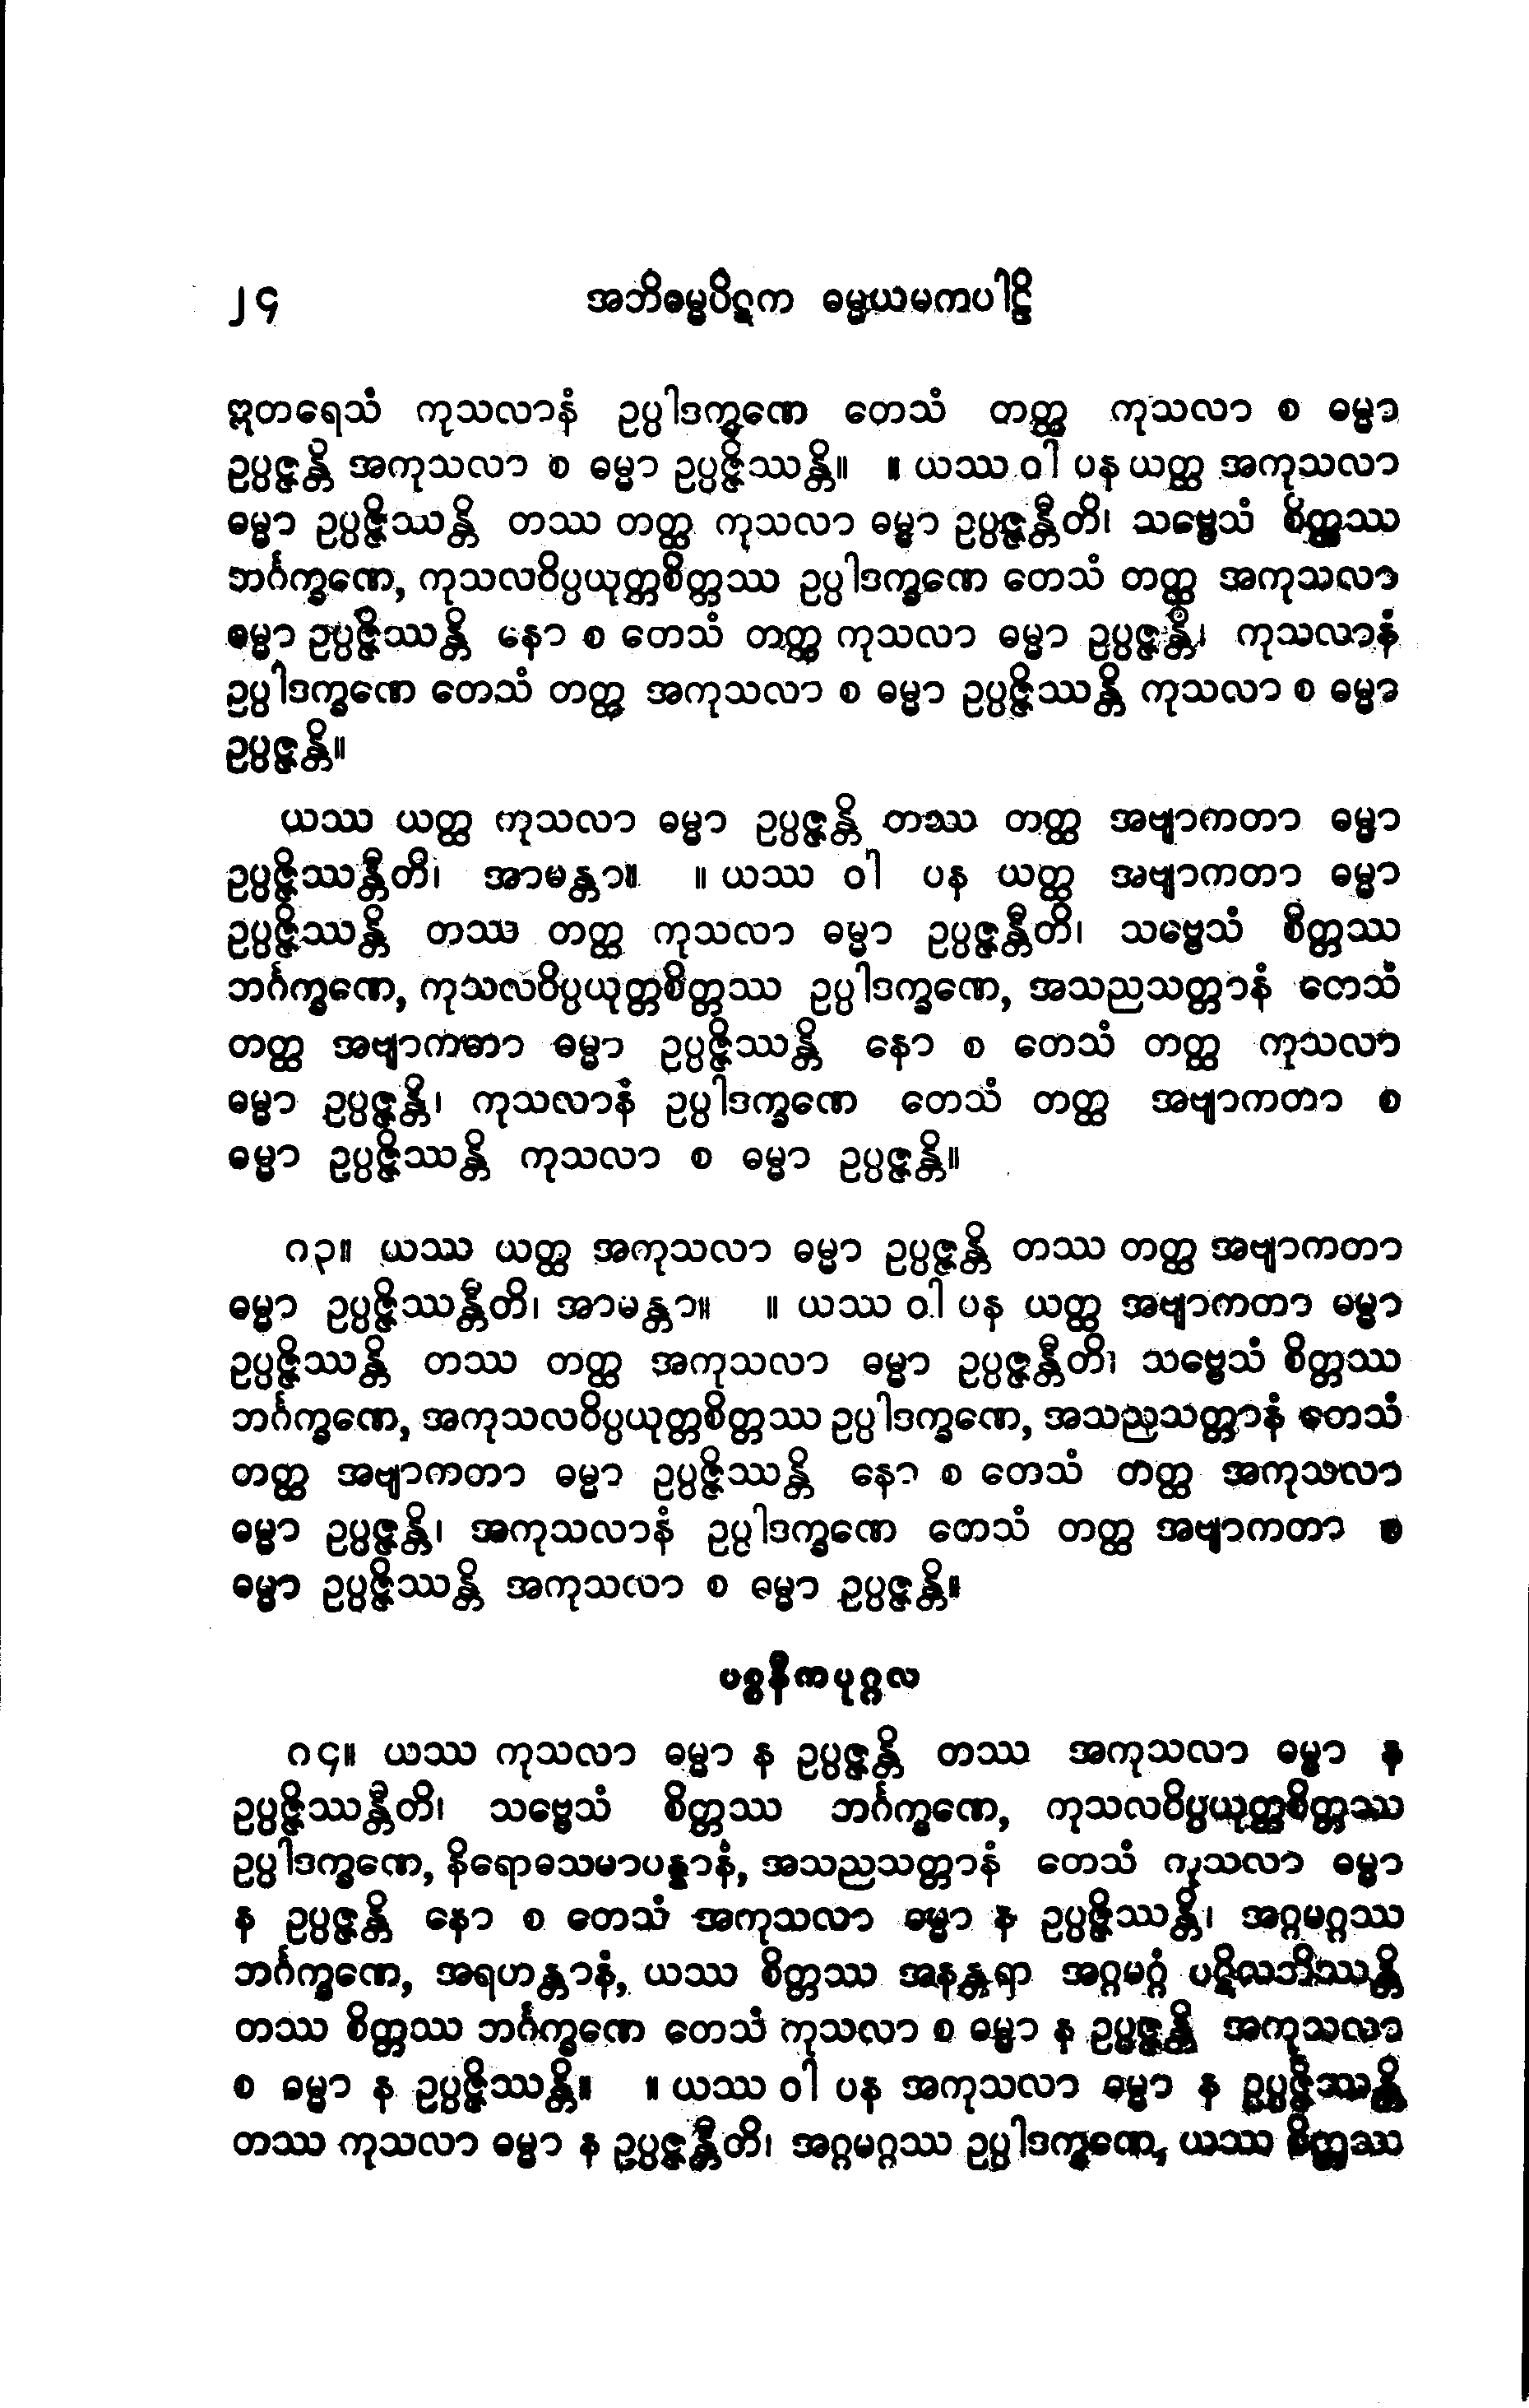 ၂၄ အဘိဓမ္မပိဋက ဓမ္မယမကပါဠိ
ဣတရေသံ ကုသလာနံ ဥပ္ပါဒက္ခဏေ တေသံ တတ္ထ ကုသလာ စ ဓမ္မာ
ဥပ္ပဇ္ဇန္တိ အကုသလာ စ ဓမ္မာ ဥပ္ပဇ္ဇိဿန္တိ။ ။ ယဿ ဝါ ပန ယတ္ထ အကုသလာ
ဓမ္မာ ဥပ္ပဇ္ဇိဿန္တိ တဿ တတ္ထ ကုသလာ ဓမ္မာ ဥပ္ပဇ္ဇန္တီတိ၊ သဗ္ဗေသံ စိတ္တဿ
ဘင်္ဂက္ခဏေ, ကုသလဝိပ္ပယုတ္တစိတ္တဿ ဥပ္ပါဒက္ခဏေ တေသံ တတ္ထ အကုသလာ
ဓမ္မာ ဥပ္ပဇ္ဇိဿန္တိ နော စ တေသံ တတ္ထ ကုသလာ ဓမ္မာ ဥပ္ပဇ္ဇန္တိ၊ ကုသလာနံ
ဥပ္ပါဒက္ခဏေ တေသံ တတ္ထ အကုသလာ စ ဓမ္မာ ဥပ္ပဇ္ဇိဿန္တိ ကုသလာ စ ဓမ္မာ
ဥပ္ပဇ္ဇန္တိ။
ယဿ ယတ္ထ ကုသလာ ဓမ္မာ ဥပ္ပဇ္ဇန္တိ တဿ တတ္ထ အဗျာကတာ ဓမ္မာ
ဥပ္ပဇ္ဇိဿန္တီတိ၊ အာမန္တာ။ ။ ယဿ ဝါ ပန ယတ္ထ အဗျာကတာ ဓမ္မာ
ဥပ္ပဇ္ဇိဿန္တိ တဿ တတ္ထ ကုသလာ ဓမ္မာ ဥပ္ပဇ္ဇန္တီတိ၊ သဗ္ဗေသံ စိတ္တဿ
ဘင်္ဂက္ခဏေ, ကုသလဝိပ္ပယုတ္တစိတ္တဿ ဥပ္ပါဒက္ခဏေ, အသညသတ္တာနံ တေသံ
တတ္ထ အဗျာကတာ ဓမ္မာ ဥပ္ပဇ္ဇိဿန္တိ နော စ တေသံ တတ္ထ ကုသလာ
ဓမ္မာ ဥပ္ပဇ္ဇန္တိ၊ ကုသလာနံ ဥပ္ပါဒက္ခဏေ တေသံ တတ္ထ အဗျာကတာ စ
ဓမ္မာ ဥပ္ပဇ္ဇိဿန္တိ ကုသလာ စ ဓမ္မာ ဥပ္ပဇ္ဇန္တိ။
၈၃။ ယဿ ယတ္ထ အကုသလာ ဓမ္မာ ဥပ္ပဇ္ဇန္တိ တဿ တတ္ထ အဗျာကတာ
ဓမ္မာ ဥပ္ပဇ္ဇိဿန္တီတိ၊ အာမန္တာ။ ။ ယဿ ဝါ ပန ယတ္ထ အဗျာကတာ ဓမ္မာ
ဥပ္ပဇ္ဇိဿန္တိ တဿ တတ္ထ အကုသလာ ဓမ္မာ ဥပ္ပဇ္ဇန္တီတိ၊ သဗ္ဗေသံ စိတ္တဿ
ဘင်္ဂက္ခဏေ, အကုသလဝိပ္ပယုတ္တစိတ္တဿ ဥပ္ပါဒက္ခဏေ, အသညသတ္တာနံ တေသံ
တတ္ထ အဗျာကတာ ဓမ္မာ ဥပ္ပဇ္ဇိဿန္တိ နော စ တေသံ တတ္ထ အကုသလာ
ဓမ္မာ ဥပ္ပဇ္ဇန္တိ၊ အကုသလာနံ ဥပ္ပါဒက္ခဏေ တေသံ တတ္ထ အဗျာကတာ စ
ဓမ္မာ ဥပ္ပဇ္ဇိဿန္တိ အကုသလာ စ ဓမ္မာ ဥပ္ပဇ္ဇန္တိ။
ပစ္စနီကပုဂ္ဂလ
၈၄။ ယဿ ကုသလာ ဓမ္မာ န ဥပ္ပဇ္ဇန္တိ တဿ အကုသလာ ဓမ္မာ န
ဥပ္ပဇ္ဇိဿန္တီတိ၊ သဗ္ဗေသံ စိတ္တဿ ဘင်္ဂက္ခဏေ, ကုသလဝိပ္ပယုတ္တစိတ္တဿ
ဥပ္ပါဒက္ခဏေ, နိရောဓသမာပန္နာနံ, အသညသတ္တာနံ တေသံ ကုသလာ ဓမ္မာ
န ဥပ္ပဇ္ဇန္တိ နော စ တေသံ အကုသလာ ဓမ္မာ န ဥပ္ပဇ္ဇိဿန္တိ၊ အဂ္ဂမဂ္ဂဿ
ဘင်္ဂက္ခဏေ, အရဟန္တာနံ, ယဿ စိတ္တဿ အနန္တရာ အဂ္ဂမဂ္ဂံ ပဋိလဘိဿန္တိ
တဿ စိတ္တဿ ဘင်္ဂက္ခဏေ တေသံ ကုသလာ စ ဓမ္မာ န ဥပ္ပဇ္ဇန္တိ အကုသလာ
စ ဓမ္မာ န ဥပ္ပဇ္ဇိဿန္တိ။ ။ ယဿ ဝါ ပန အကုသလာ ဓမ္မာ န ဥပ္ပဇ္ဇိဿန္တိ
တဿ ကုသလာ ဓမ္မာ န ဥပ္ပဇ္ဇန္တီတိ၊ အဂ္ဂမဂ္ဂဿ ဥပ္ပါဒက္ခဏေ, ယဿ စိတ္တဿ